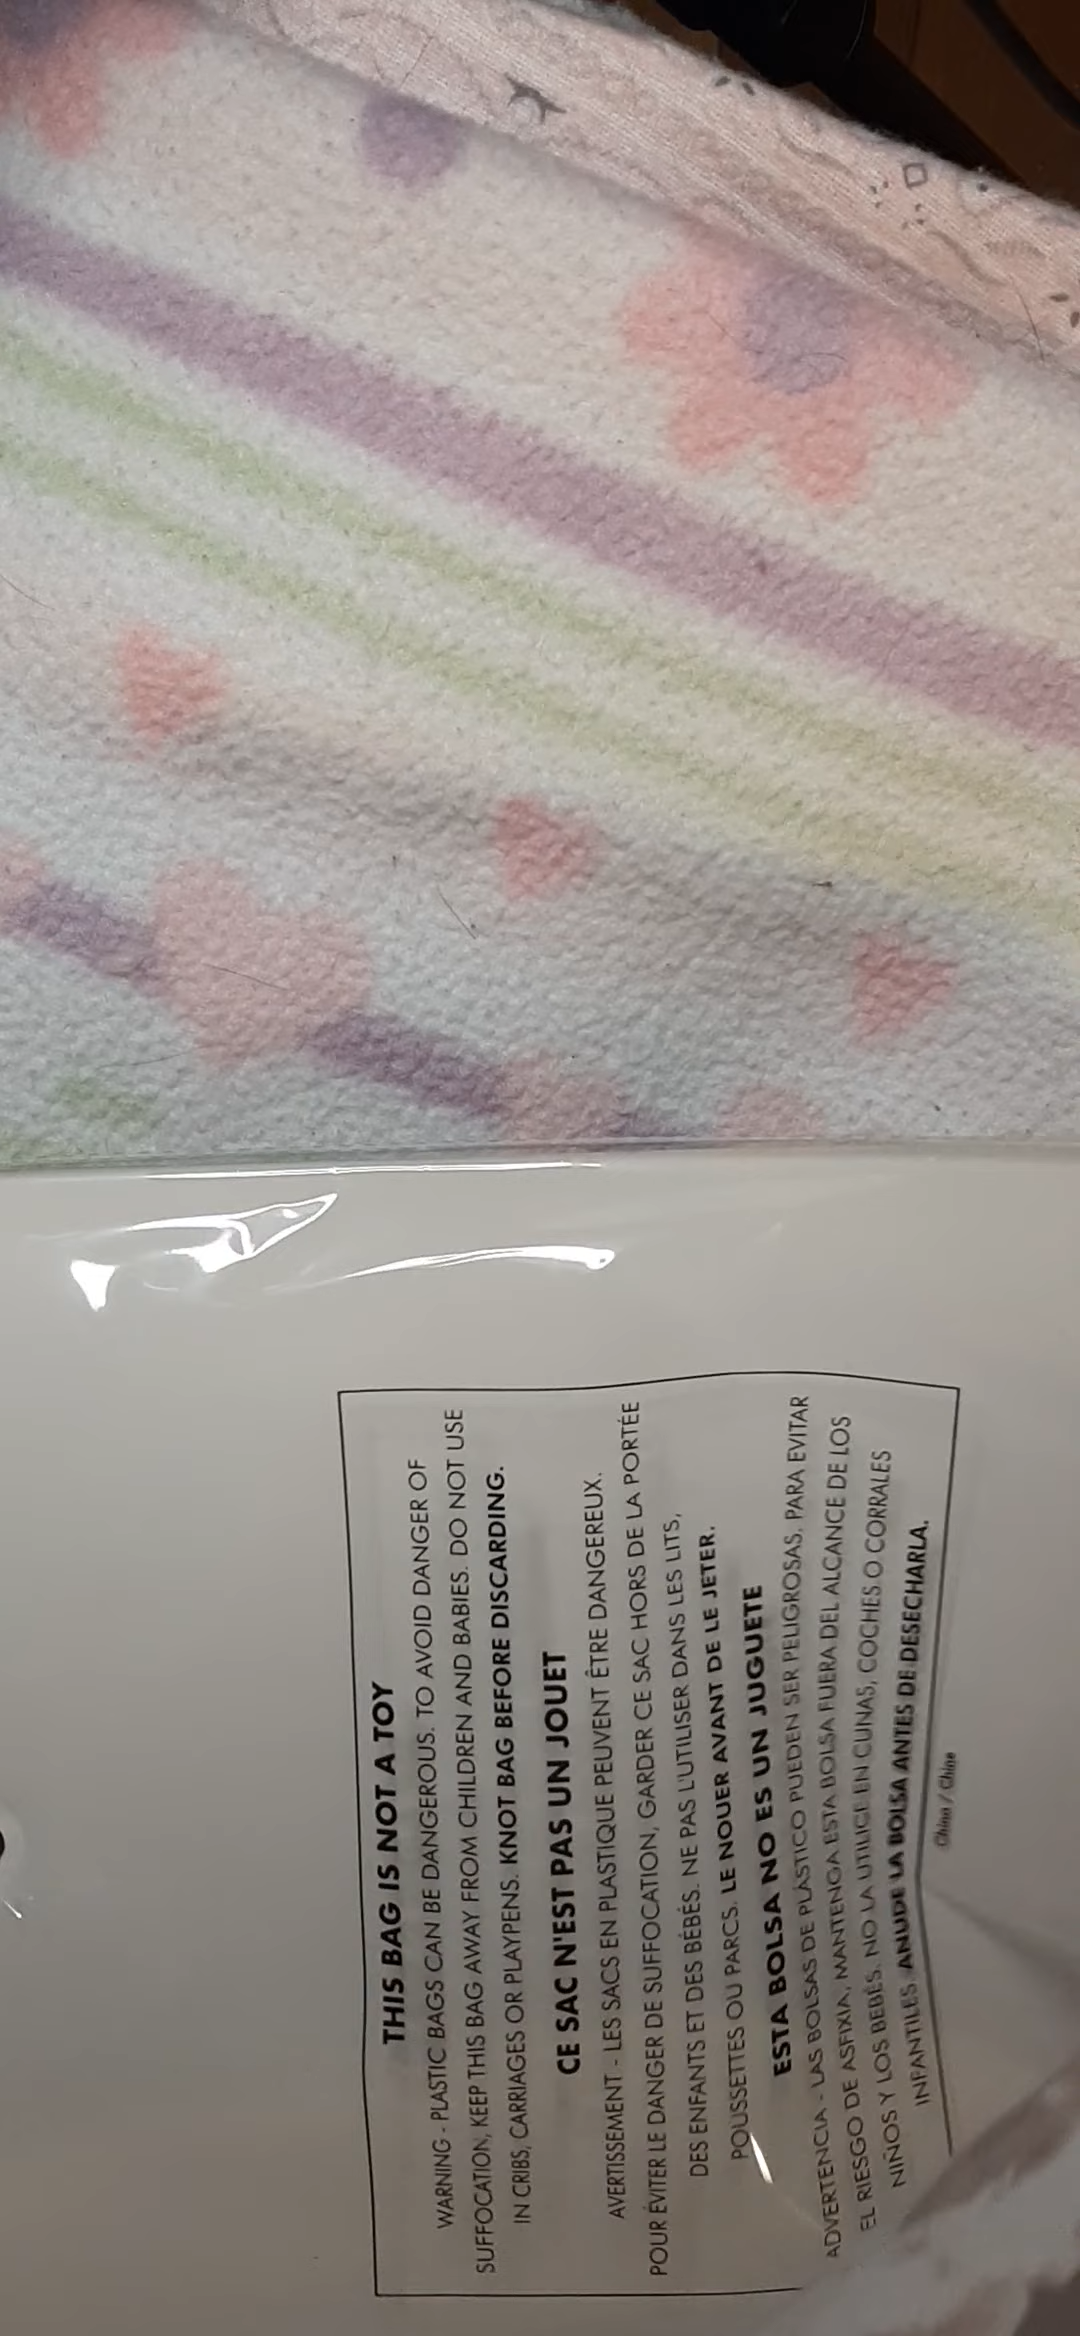 THIS BAG IS NOT A TOY
WARNING - PLASTIC BAGS CAN BE DANGEROUS. TO AVOID DANGER OF
SUFFOCATION, KEEP THIS BAG AWAY FROM CHILDREN AND BABIES. DO NOT USE
IN CRIBS, CARRIAGES OR PLAYPENS. KNOT BAG BEFORE DISCARDING.
CE SAC N'EST PAS UN JOUET
AVERTISSEMENT - LES SACS EN PLASTIQUE PEUVENT ÊTRE DANGEREUX.
POUR ÉVITER LE DANGER DE SUFFOCATION, GARDER CE SAC HORS DE LA PORTÉE
DES ENFANTS ET DES BÉBÉS. NE PAS L'UTILISER DANS LES LITS,
POUSSETTES OU PARCS. LE NOUER AVANT DE LE JETER.
ESTA BOLSA NO ES UN JUGUETE
ADVERTENCIA - LAS BOLSAS DE PLÁSTICO PUEDEN SER PELIGROSAS. PARA EVITAR
EL RIESGO DE ASFIXIA, MANTENGA ESTA BOLSA FUERA DEL ALCANCE DE LOS
NIÑOS Y LOS BEBÉS. NO LA UTILICE EN CUNAS, COCHES O CORRALES
INFANTILES. ANUDE LA BOLSA ANTES DE DESECHARLA.
China / Chine